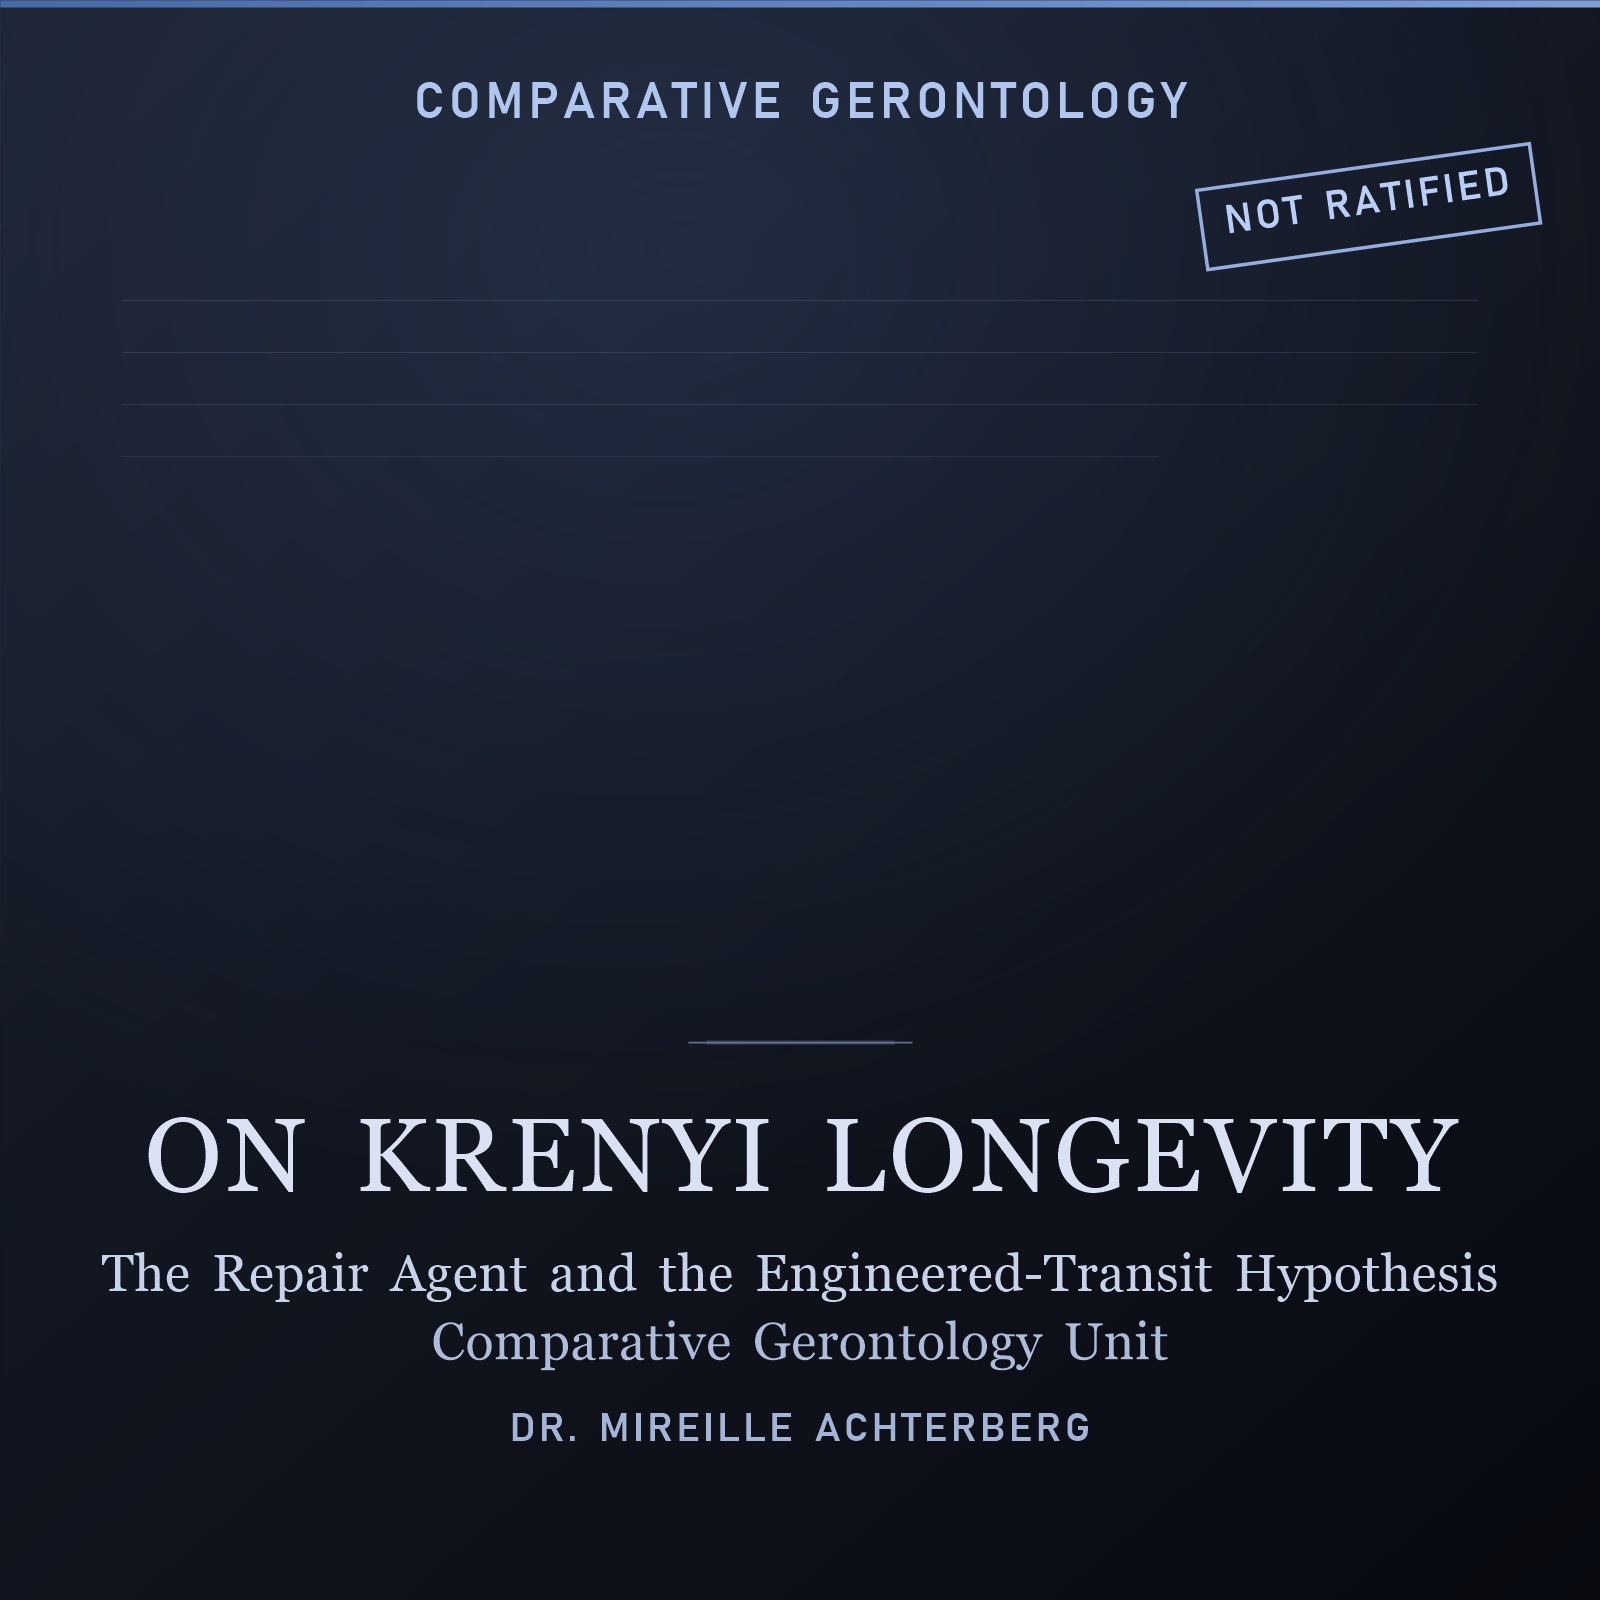 COMPARATIVE GERONTOLOGY
NOT RATIFIED
ON KRENYI LONGEVITY
The Repair Agent and the Engineered-Transit Hypothesis
Comparative Gerontology Unit
DR. MIREILLE ACHTERBERG